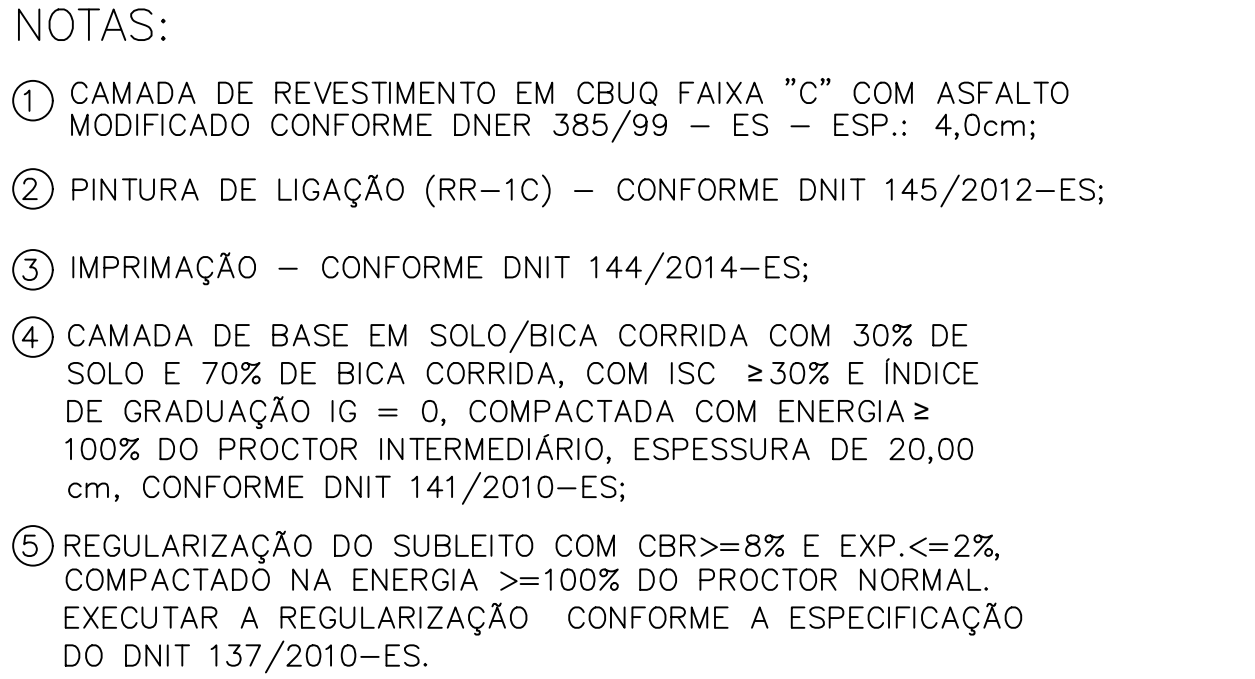 NOTAS:
1 CAMADA DE REVESTIMENTO EM CBUQ FAIXA "C" COM ASFALTO
MODIFICADO CONFORME DNER 385/99 – ES – ESP.: 4,0cm;
2 PINTURA DE LIGAÇÃO (RR–1C) – CONFORME DNIT 145/2012–ES;
3 IMPRIMAÇÃO – CONFORME DNIT 144/2014–ES;
4 CAMADA DE BASE EM SOLO/BICA CORRIDA COM 30% DE
SOLO E 70% DE BICA CORRIDA, COM ISC ≥30% E ÍNDICE
DE GRADUAÇÃO IG = 0, COMPACTADA COM ENERGIA ≥
100% DO PROCTOR INTERMEDIÁRIO, ESPESSURA DE 20,00
cm, CONFORME DNIT 141/2010–ES;
5 REGULARIZAÇÃO DO SUBLEITO COM CBR>=8% E EXP.<=2%,
COMPACTADO NA ENERGIA >=100% DO PROCTOR NORMAL.
EXECUTAR A REGULARIZAÇÃO CONFORME A ESPECIFICAÇÃO
DO DNIT 137/2010–ES.